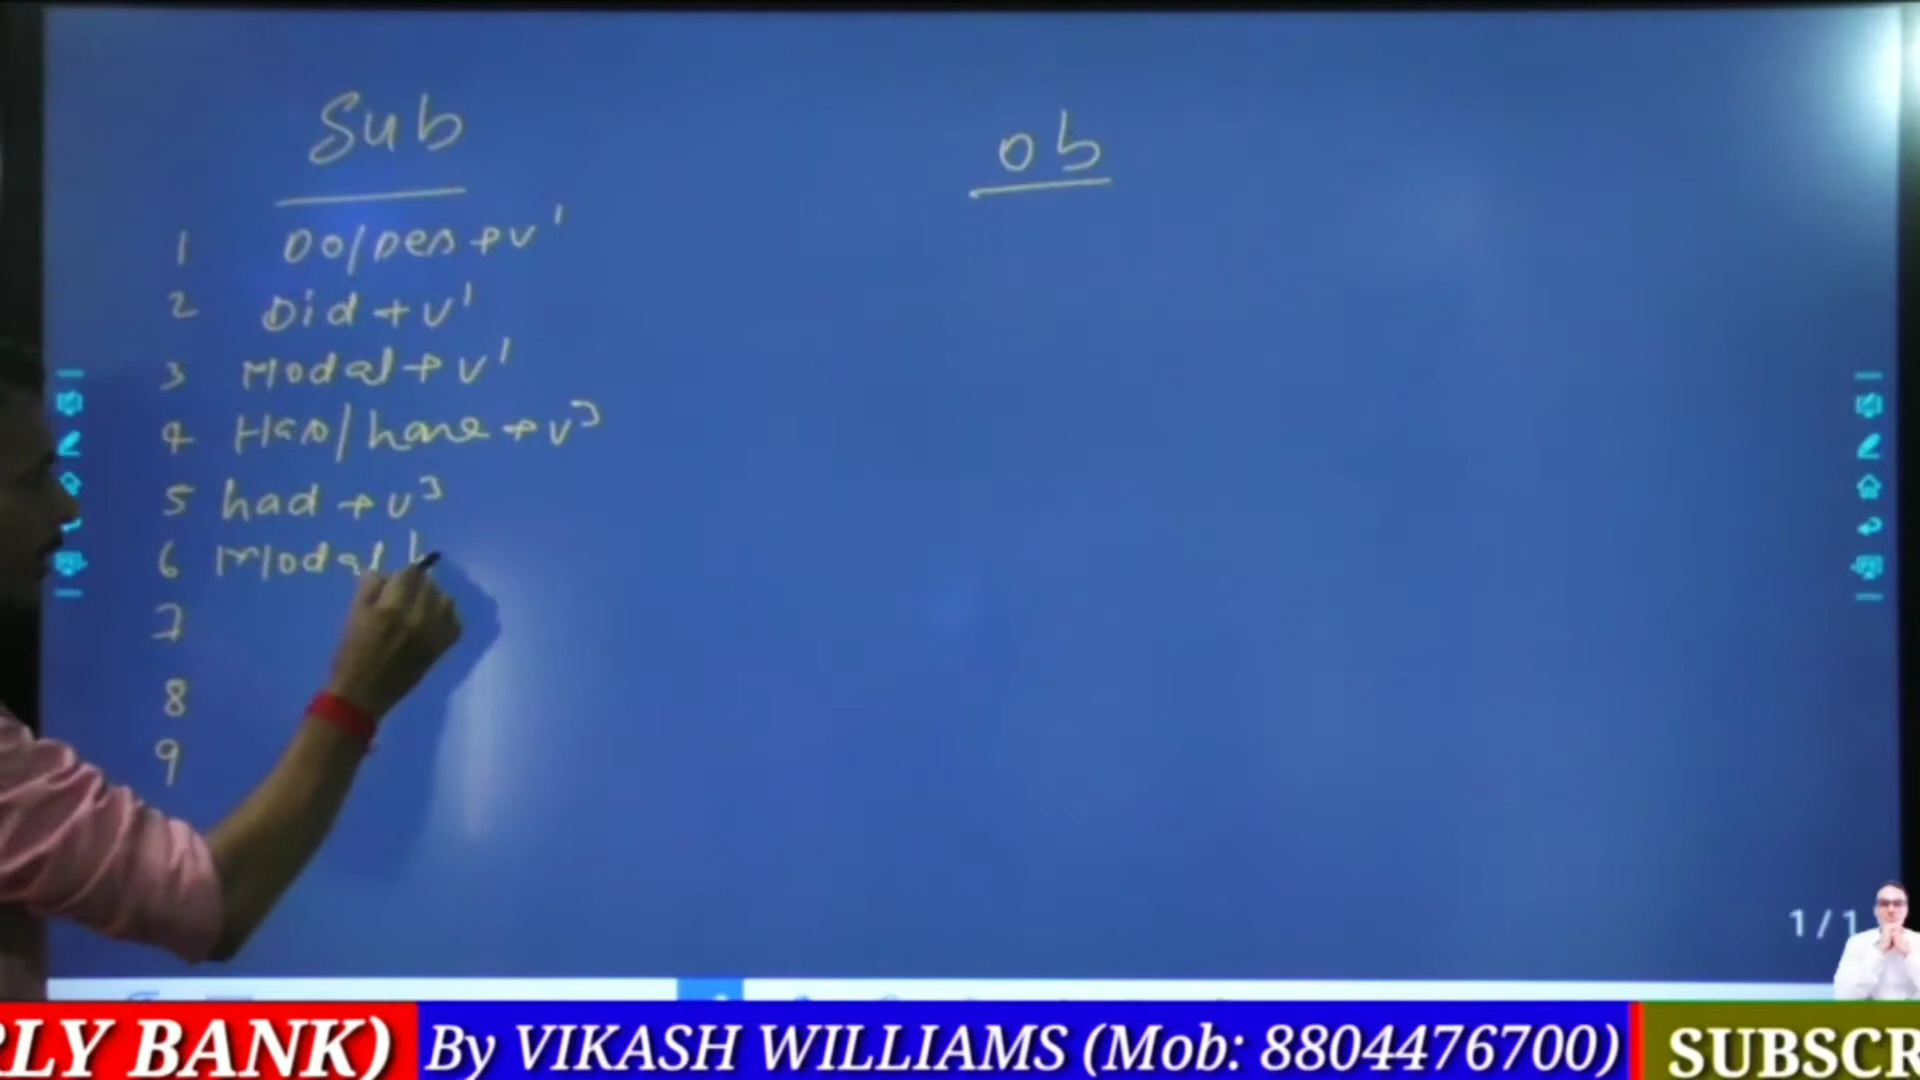 Sub
ob
1 Do/Does + v1
2 Did + v1
3 Modal + v1
4 Has/have + v3
5 had + v3
6 Modal h
7
8
9
1/1
RLY BANK) By VIKASH WILLIAMS (Mob: 8804476700) SUBSCR